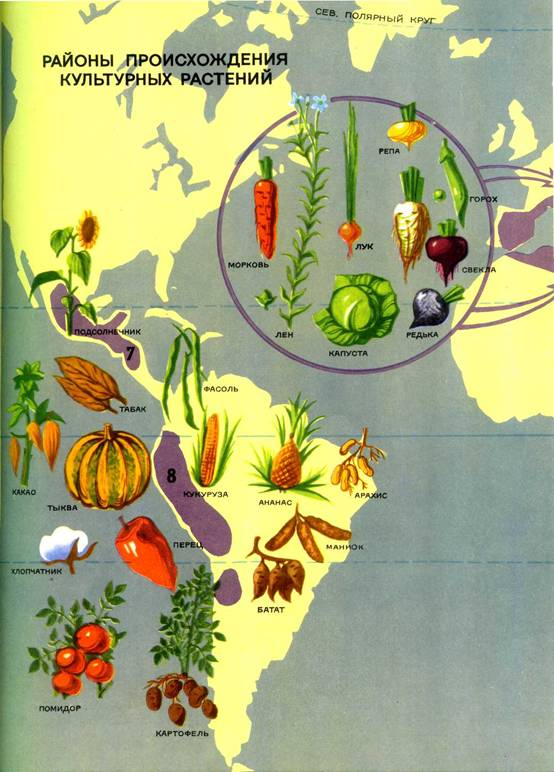 СЕВ. ПОЛЯРНЫЙ КРУГ
РАЙОНЫ ПРОИСХОЖДЕНИЯ
КУЛЬТУРНЫХ РАСТЕНИЙ
РЕПА
ГОРОХ
ЛУК
МОРКОВЬ
СВЕКЛА
ЛЕН
РЕДЬКА
КАПУСТА
ПОДСОЛНЕЧНИК
7
ФАСОЛЬ
ТАБАК
8
КАКАО
КУКУРУЗА
АНАНАС
АРАХИС
ТЫКВА
ПЕРЕЦ
МАНИОК
ХЛОПЧАТНИК
БАТАТ
ПОМИДОР
КАРТОФЕЛЬ